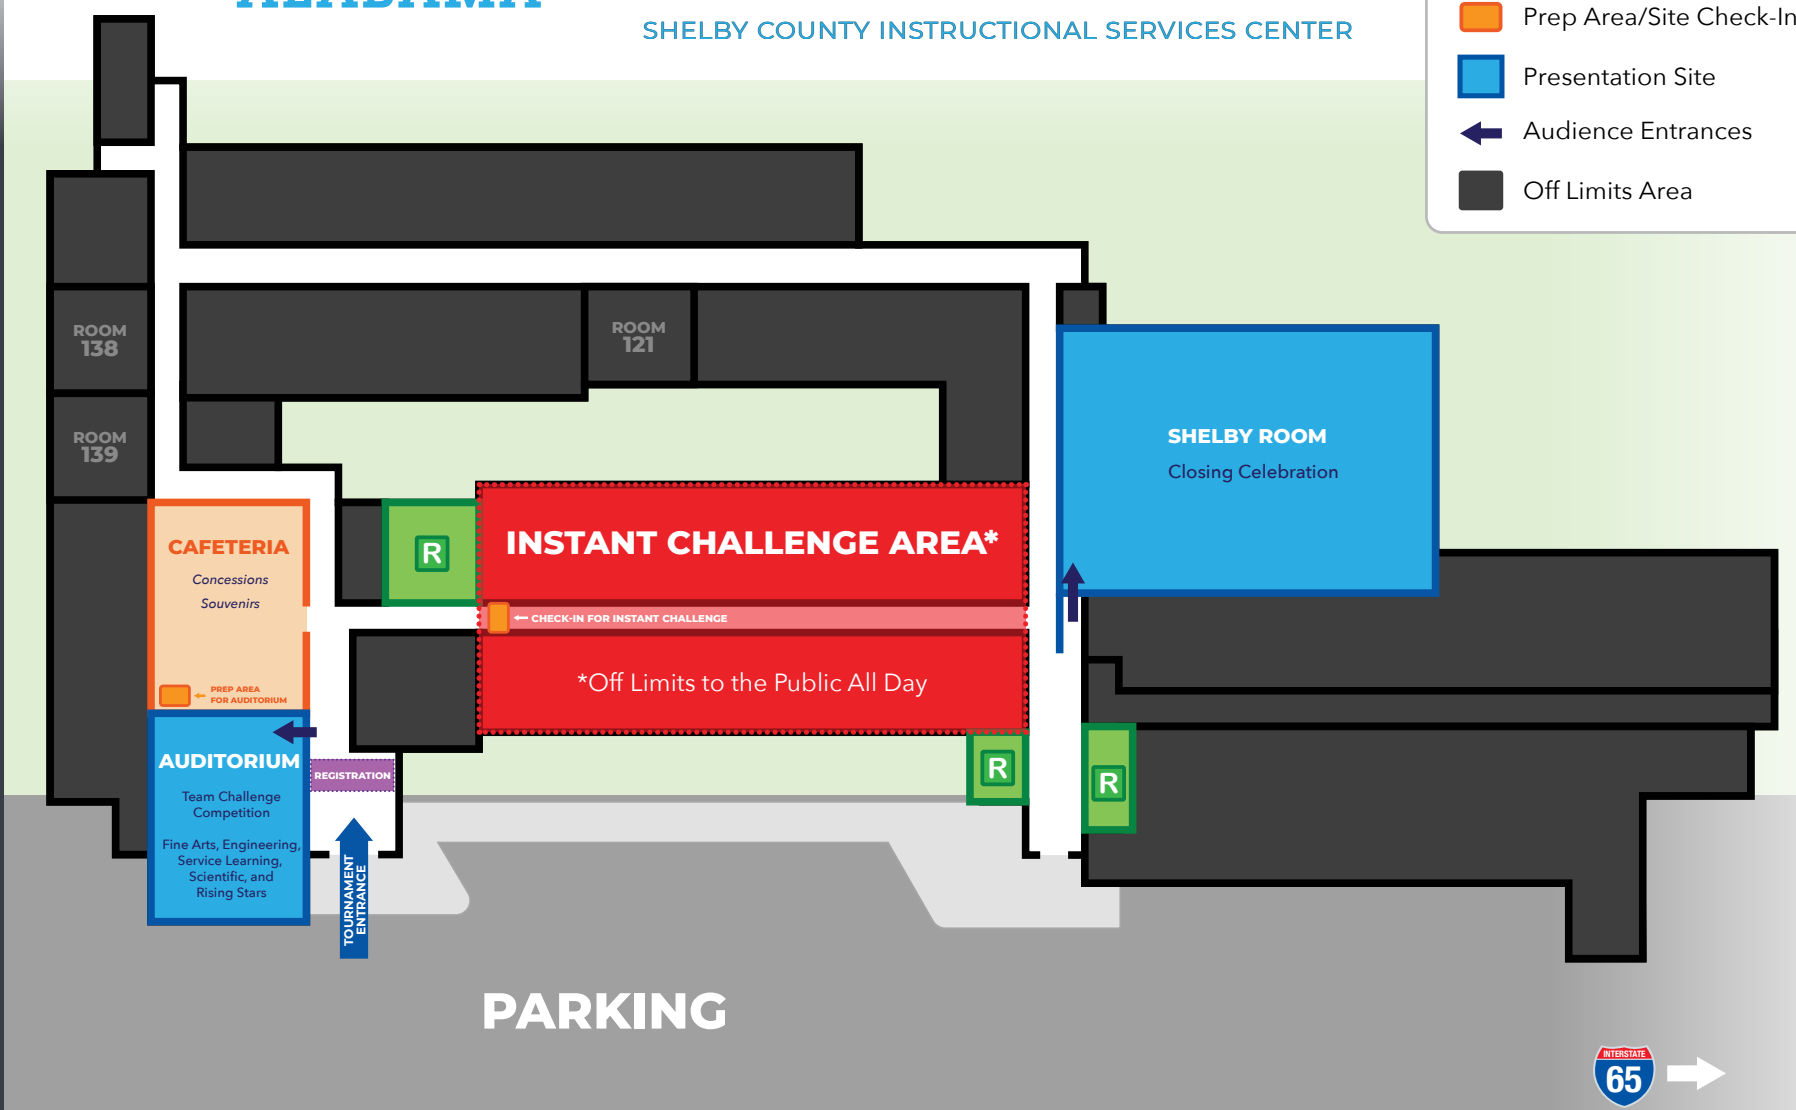 ALABAMA
SHELBY COUNTY INSTRUCTIONAL SERVICES CENTER
Prep Area/Site Check-In
Presentation Site
Audience Entrances
Off Limits Area
ROOM
138
ROOM
121
ROOM
139
SHELBY ROOM
Closing Celebration
CAFETERIA
Concessions
Souvenirs
R
INSTANT CHALLENGE AREA*
CHECK-IN FOR INSTANT CHALLENGE
*Off Limits to the Public All Day
PREP AREA
FOR AUDITORIUM
AUDITORIUM
Team Challenge
Competition
Fine Arts, Engineering,
Service Learning,
Scientific, and
Rising Stars
REGISTRATION
R
R
TOURNAMENT
ENTRANCE
PARKING
INTERSTATE
65